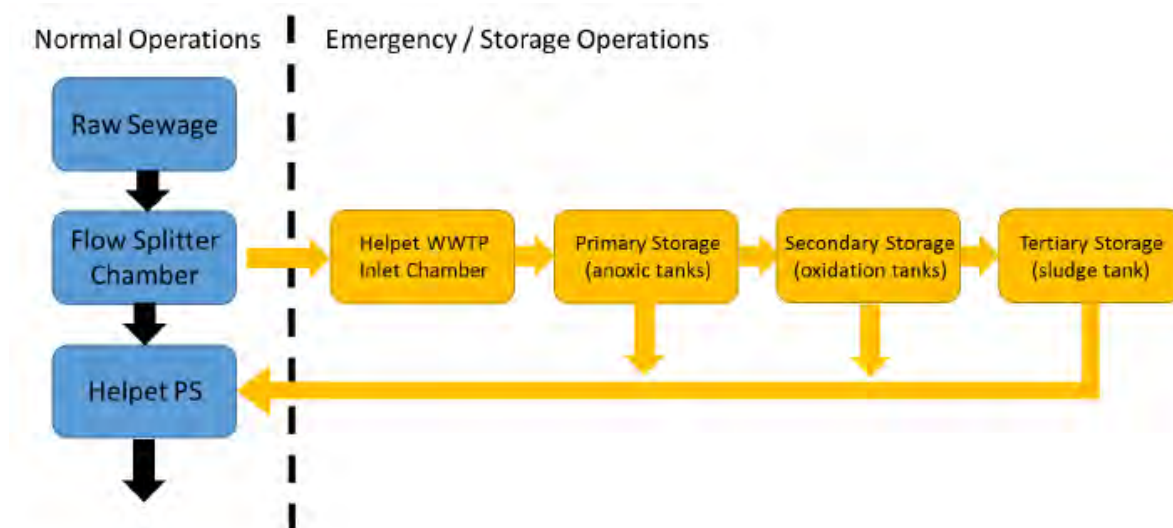 Normal Operations
Emergency / Storage Operations
Raw Sewage
Flow Splitter
Chamber
Helpet WWTP
Inlet Chamber
Primary Storage
(anoxic tanks)
Secondary Storage
(oxidation tanks)
Tertiary Storage
(sludge tank)
Helpet PS